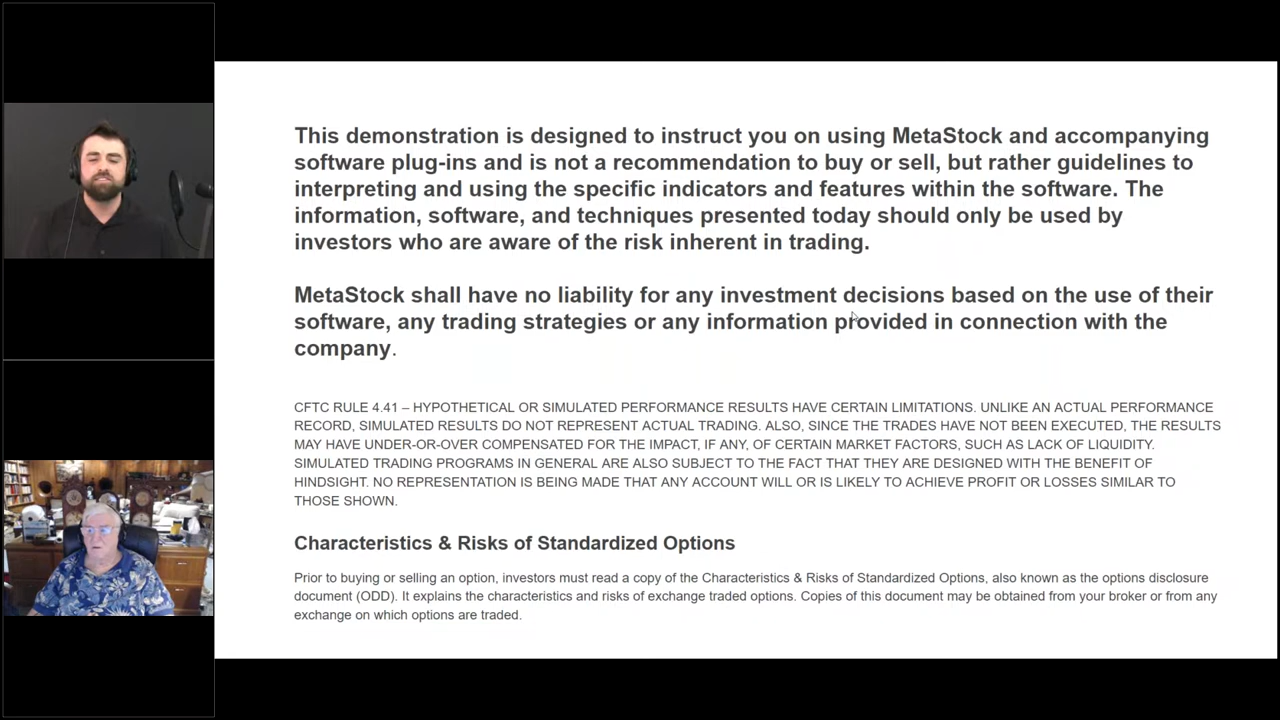 This demonstration is designed to instruct you on using MetaStock and accompanying
software plug-ins and is not a recommendation to buy or sell, but rather guidelines to
interpreting and using the specific indicators and features within the software. The
information, software, and techniques presented today should only be used by
investors who are aware of the risk inherent in trading.
MetaStock shall have no liability for any investment decisions based on the use of their
software, any trading strategies or any information provided in connection with the
company.
CFTC RULE 4.41 – HYPOTHETICAL OR SIMULATED PERFORMANCE RESULTS HAVE CERTAIN LIMITATIONS. UNLIKE AN ACTUAL PERFORMANCE
RECORD, SIMULATED RESULTS DO NOT REPRESENT ACTUAL TRADING. ALSO, SINCE THE TRADES HAVE NOT BEEN EXECUTED, THE RESULTS
MAY HAVE UNDER-OR-OVER COMPENSATED FOR THE IMPACT, IF ANY, OF CERTAIN MARKET FACTORS, SUCH AS LACK OF LIQUIDITY.
SIMULATED TRADING PROGRAMS IN GENERAL ARE ALSO SUBJECT TO THE FACT THAT THEY ARE DESIGNED WITH THE BENEFIT OF
HINDSIGHT. NO REPRESENTATION IS BEING MADE THAT ANY ACCOUNT WILL OR IS LIKELY TO ACHIEVE PROFIT OR LOSSES SIMILAR TO
THOSE SHOWN.
Characteristics & Risks of Standardized Options
Prior to buying or selling an option, investors must read a copy of the Characteristics & Risks of Standardized Options, also known as the options disclosure
document (ODD). It explains the characteristics and risks of exchange traded options. Copies of this document may be obtained from your broker or from any
exchange on which options are traded.